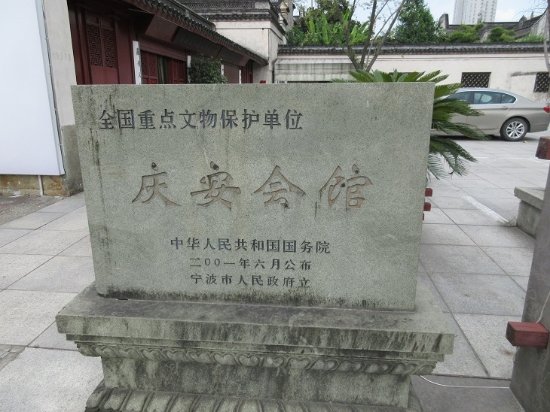 全国重点文物保护单位
庆安会馆
中华人民共和国国务院
二00一年六月公布
宁波市人民政府立